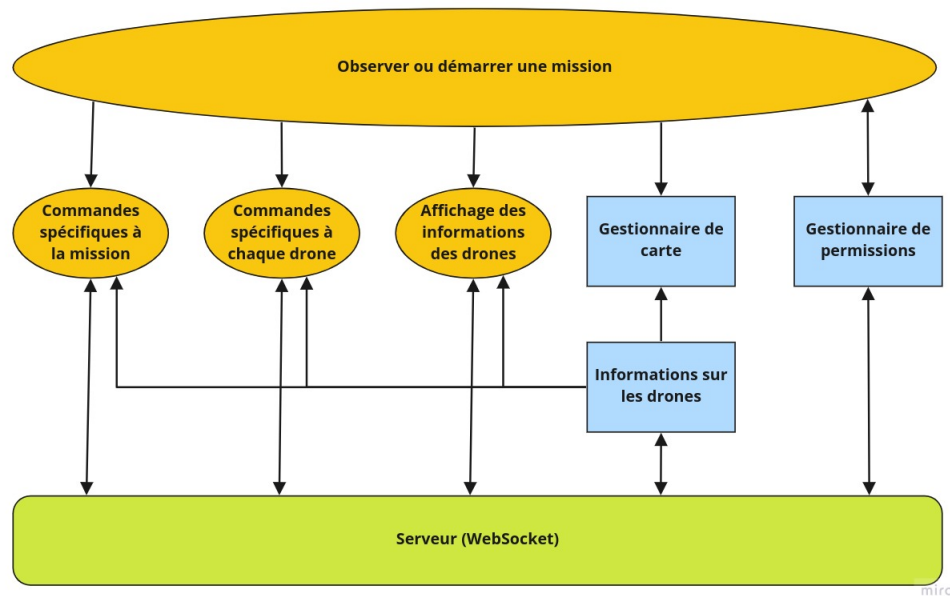 Observer ou démarrer une mission
Commandes
spécifiques à
la mission
Commandes
spécifiques à
chaque drone
Affichage des
informations
des drones
Gestionnaire de
carte
Gestionnaire de
permissions
Informations sur
les drones
Serveur (WebSocket)
miro